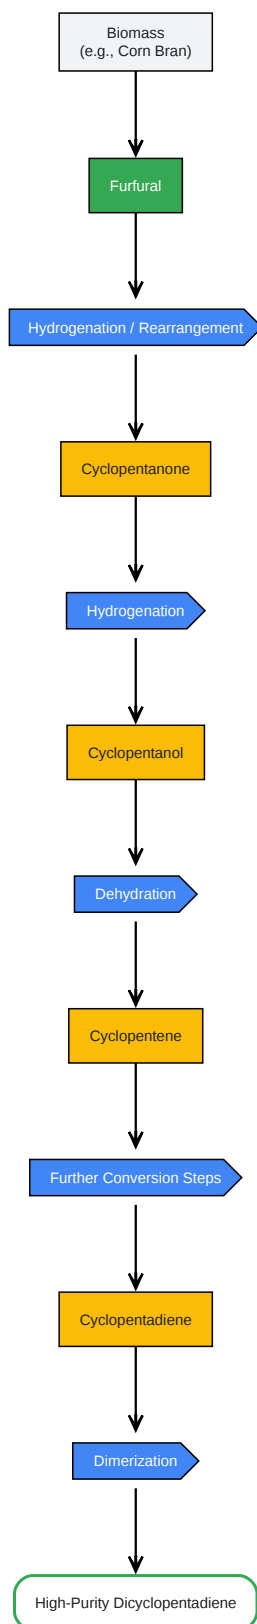 Biomass
(e.g., Corn Bran)
Furfural
Hydrogenation / Rearrangement
Cyclopentanone
Hydrogenation
Cyclopentanol
Dehydration
Cyclopentene
Further Conversion Steps
Cyclopentadiene
Dimerization
High-Purity Dicyclopentadiene